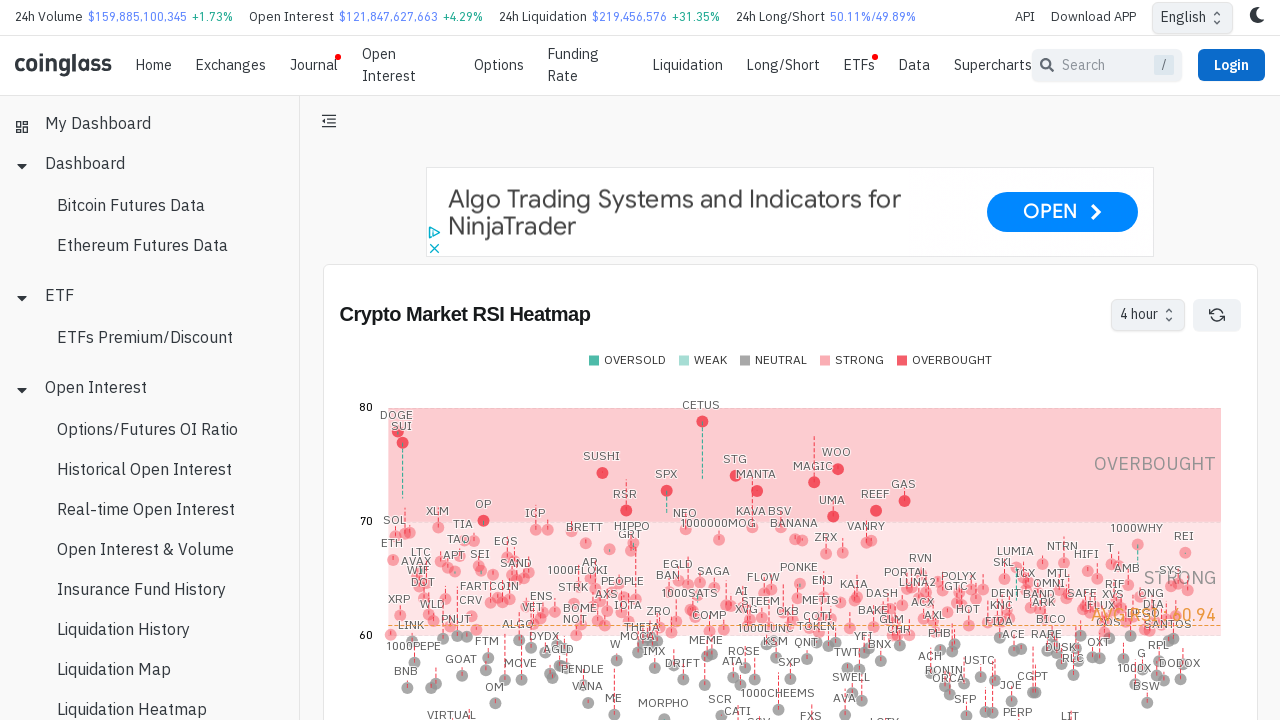 24h Volume $159,885,100,345 +1.73% Open Interest $121,847,627,663 +4.29% 24h Liquidation $219,456,576 +31.35% 24h Long/Short 50.11%/49.89% API Download APP English
coinglass Home Exchanges Journal Open Interest Options Funding Rate Liquidation Long/Short ETFs Data Supercharts Search / Login
My Dashboard
Dashboard
Bitcoin Futures Data
Ethereum Futures Data
ETF
ETFs Premium/Discount
Open Interest
Options/Futures OI Ratio
Historical Open Interest
Real-time Open Interest
Open Interest & Volume
Insurance Fund History
Liquidation History
Liquidation Map
Liquidation Heatmap
Algo Trading Systems and Indicators for
NinjaTrader
OPEN
Crypto Market RSI Heatmap
4 hour
OVERSOLD WEAK NEUTRAL STRONG OVERBOUGHT
80
CETUS
DOGE
SUI
SUSHI SPX STG MANTA MAGIC WOO
OVERBOUGHT
RSR UMA REEF GAS
OP
70
SOL XLM TIA ICP BRETT HIPPO NEO KAVA BSV
1000000MOG BANANA VANRY 1000WHY
ETH TAO EOS GRT ZRX REI
LTC APT SEI SAND AR EGLD LUMIA NTRN HIFI T
AVAX WIF 1000FLOKI BAN SAGA PONKE RVN SKL
DOT FARTCOIN STRK PEOPLE FLOW ENJ KAIA PORTAL LUNA2 POLYX ICX MTL AMB SYS
STRONG
XRP WLD CRV ENS AXS 1000SATS AI STEEM METIS DASH GTC DENT OMNI BAND SAFE RIF XVS ONG
LINK PNUT VET BOME IOTA ZRO COMP XVG CKB COTI BAKE ACX HOT KNC ARK FLUX DIA
60
ALGO NOT THETA 1000LUNC TOKEN GLM AXL FIDA BICO SANTOS
1000PEPE FTM DYDX MOCA MEME KSM QNT YFI CHR PHB ACE RARE OXT RPL
BNB GOAT MOVE AGLD W IMX DRIFT ROSE ATA SXP TWT BNX ACH USTC DUSK RLC G DODOX
OM FENDLE VANA SWELL RONIN ORCA CGPT 1000X
ME MORPHO SCR 1000CHEEMS AVA SFP JOE BSW
VIRTUAL CATI FXS PERP LIT